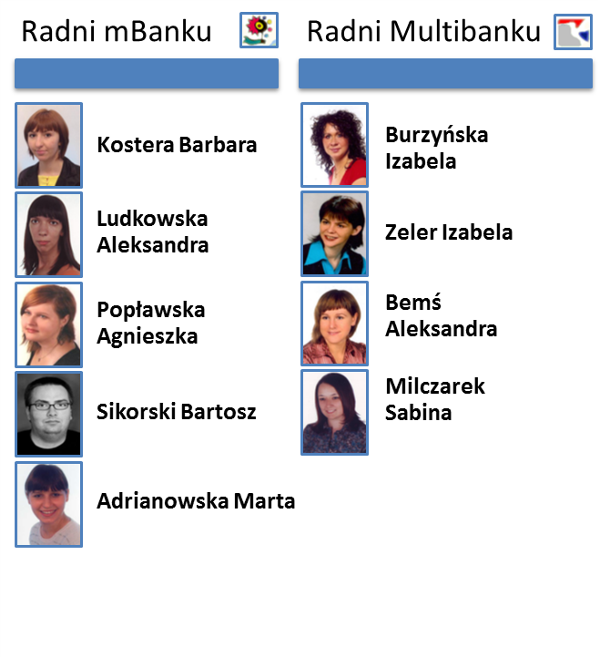 Radni mBanku
Kostera Barbara
Ludkowska
Aleksandra
Popławska
Agnieszka
Sikorski Bartosz
Adrianowska Marta
Radni Multibanku
Burzyńska
Izabela
Zeler Izabela
Bemś
Aleksandra
Milczarek
Sabina